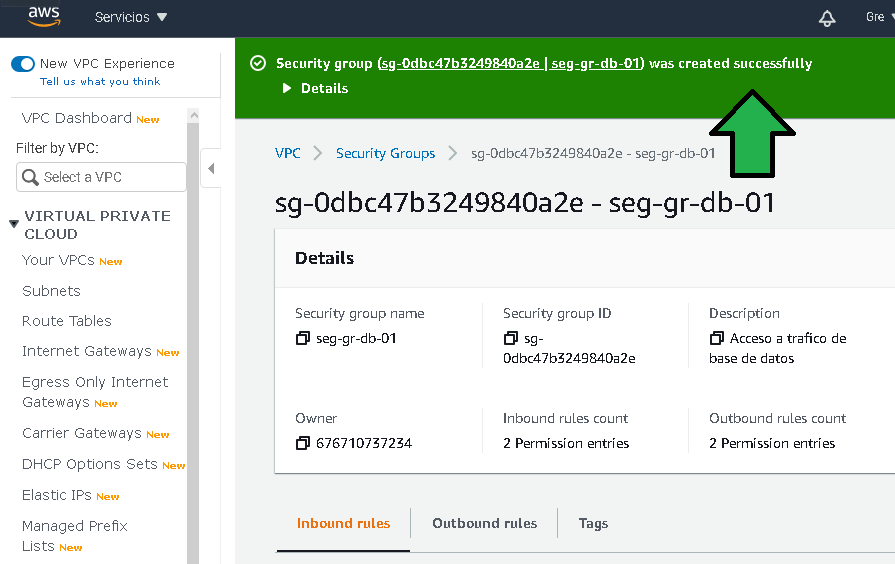 aws
Servicios
Gre
New VPC Experience
Tell us what you think
VPC Dashboard New
Filter by VPC:
Select a VPC
VIRTUAL PRIVATE
CLOUD
Your VPCs New
Subnets
Route Tables
Internet Gateways New
Egress Only Internet
Gateways New
Carrier Gateways New
DHCP Options Sets New
Elastic IPs New
Managed Prefix
Lists New
Security group (sg-0dbc47b3249840a2e | seg-gr-db-01) was created successfully
Details
VPC
Security Groups
sg-0dbc47b3249840a2e - seg-gr-db-01
sg-0dbc47b3249840a2e - seg-gr-db-01
Details
Security group name
seg-gr-db-01
Security group ID
sg-
0dbc47b3249840a2e
Description
Acceso a trafico de
base de datos
Owner
676710737234
Inbound rules count
2 Permission entries
Outbound rules count
2 Permission entries
Inbound rules
Outbound rules
Tags